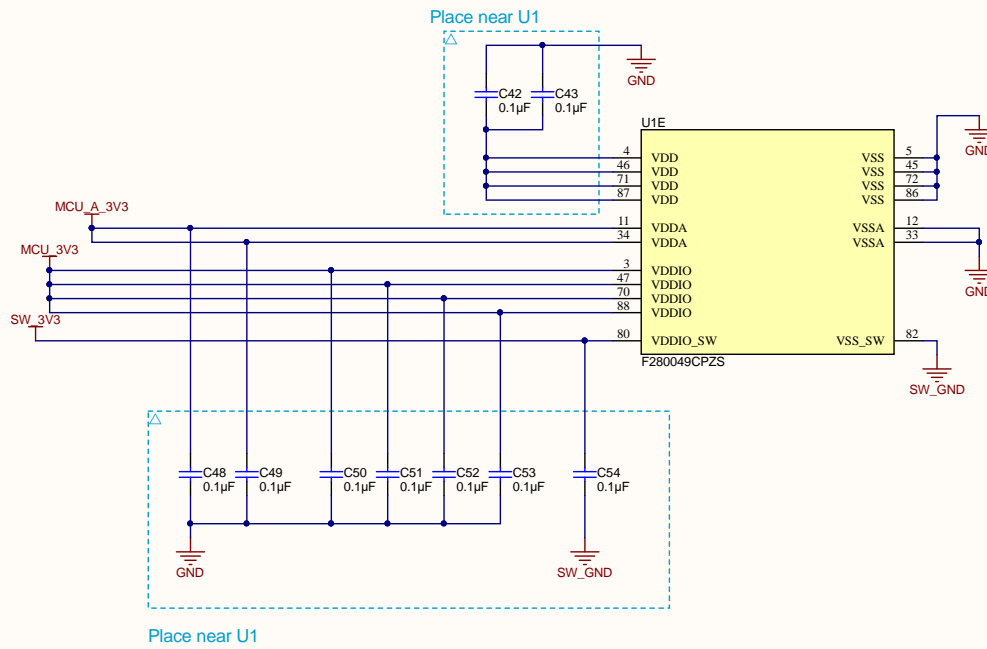 Place near U1
GND
C42
0.1µF
C43
0.1µF
U1E
4 VDD VSS 5
46 VDD VSS 45
71 VDD VSS 72
87 VDD VSS 86
GND
MCU_A_3V3
11 VDDA VSSA 12
34 VDDA VSSA 33
MCU_3V3
3 VDDIO
47 VDDIO
70 VDDIO
88 VDDIO
GND
SW_3V3
80 VDDIO_SW VSS_SW 82
F280049CPZS
SW_GND
C48
0.1µF
C49
0.1µF
C50
0.1µF
C51
0.1µF
C52
0.1µF
C53
0.1µF
C54
0.1µF
GND
SW_GND
Place near U1